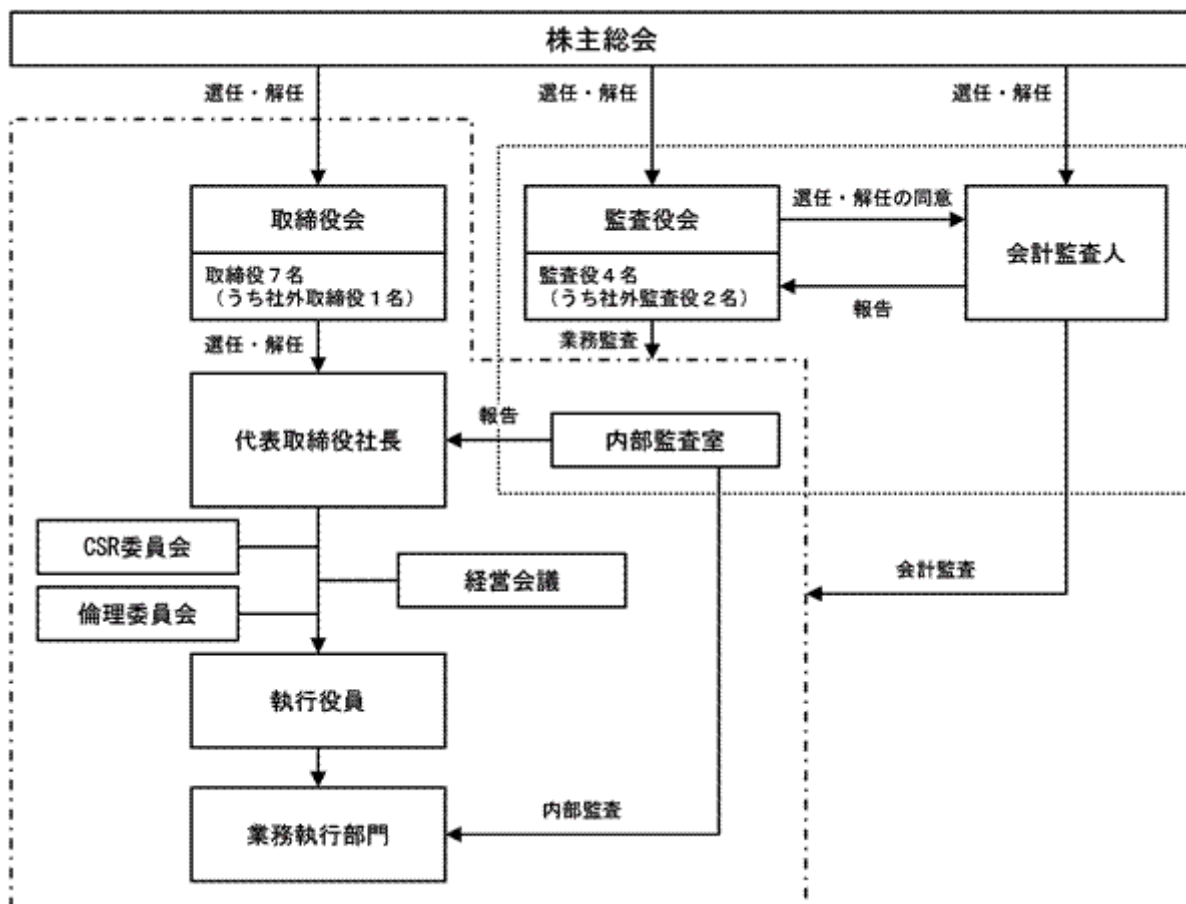 株主総会
選任・解任
選任・解任
選任・解任
取締役会
取締役７名
（うち社外取締役１名）
監査役会
監査役４名
（うち社外監査役２名）
選任・解任の同意
会計監査人
報告
選任・解任
業務監査
代表取締役社長
報告
内部監査室
CSR委員会
経営会議
倫理委員会
会計監査
執行役員
内部監査
業務執行部門